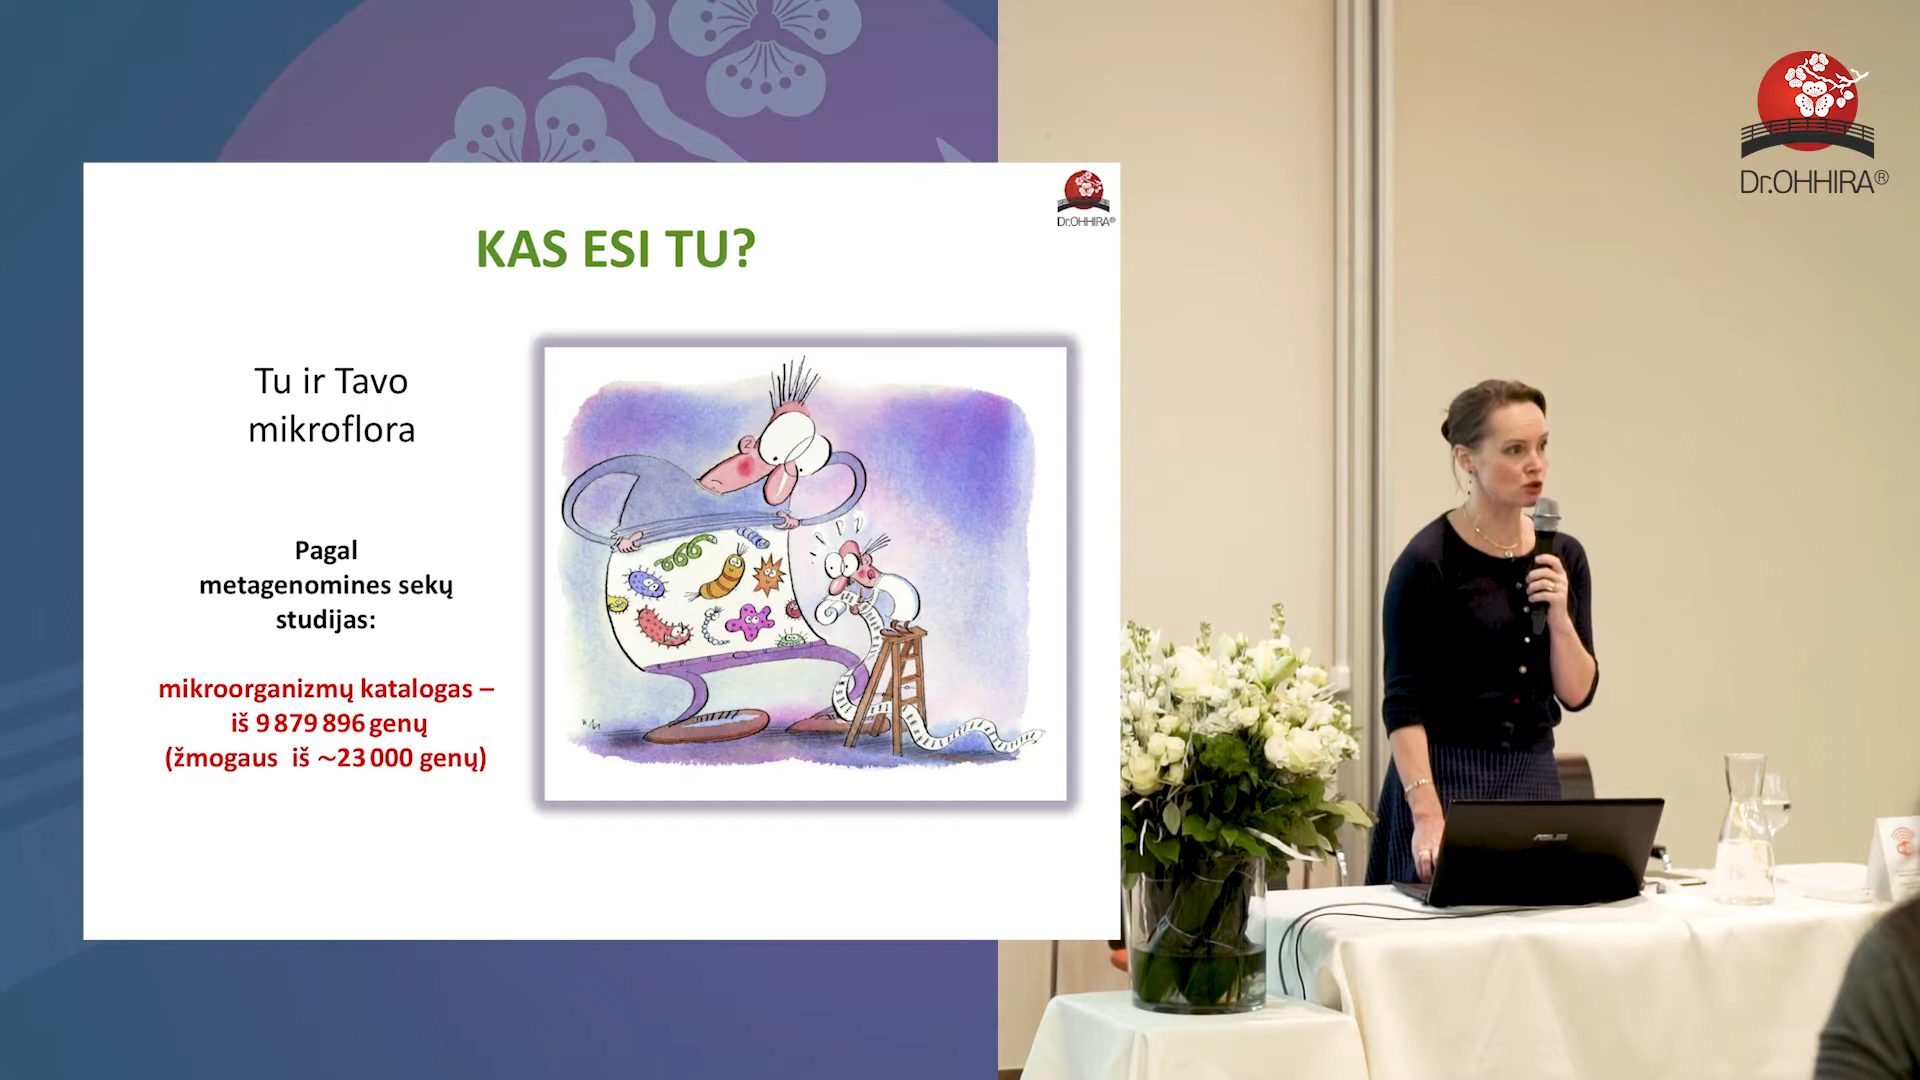 KAS ESI TU?
Tu ir Tavo
mikroflora
Pagal
metagenomines sekų
studijas:
mikroorganizmų katalogas –
iš 9 879 896 genų
(žmogaus iš ~23 000 genų)
Dr.OHHIRA®
Dr.OHHIRA®
ASUS